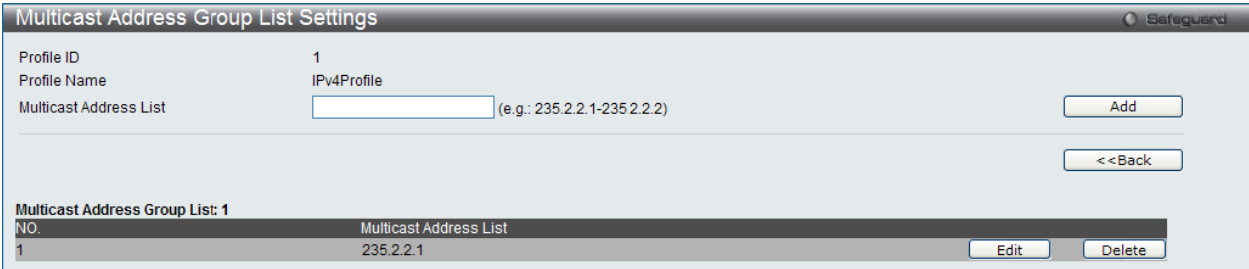 Multicast Address Group List Settings Safeguard
Profile ID 1
Profile Name IPv4Profile
Multicast Address List (e.g.: 235.2.2.1-235.2.2.2) Add
<<Back
Multicast Address Group List: 1
NO. Multicast Address List
1 235.2.2.1 Edit Delete